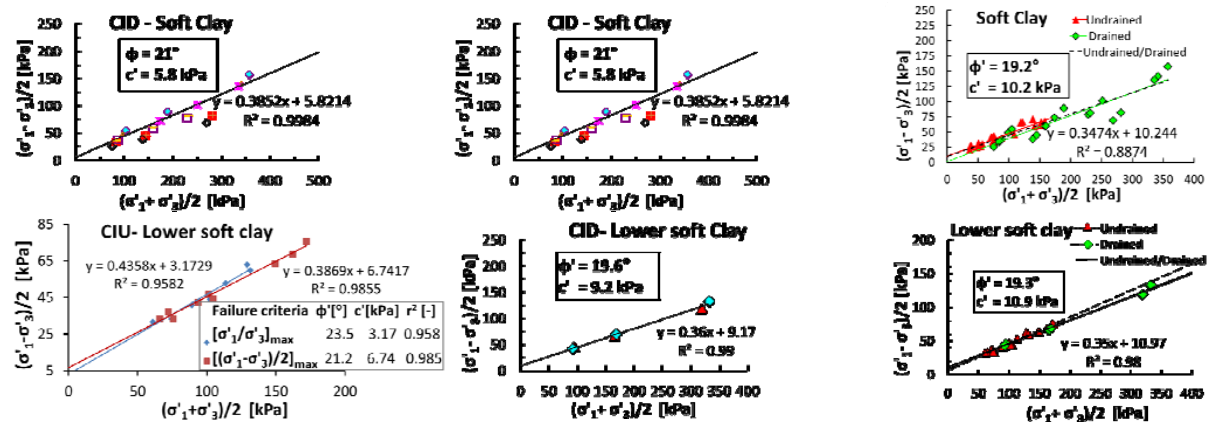 CID - Soft Clay
ϕ = 21°
c' = 5.8 kPa
y = 0.3852x + 5.8214
R² = 0.9984
(σ'₁- σ'₃)/2 [kPa]
250
200
150
100
50
0
0 100 200 300 400 500
(σ'₁+ σ'₃)/2 [kPa]
CID - Soft Clay
ϕ = 21°
c' = 5.8 kPa
y = 0.3852x + 5.8214
R² = 0.9984
(σ'₁- σ'₃)/2 [kPa]
250
200
150
100
50
0
0 100 200 300 400 500
(σ'₁+ σ'₃)/2 [kPa]
Soft Clay
Undrained
Drained
Undrained/Drained
ϕ' = 19.2°
c' = 10.2 kPa
y = 0.3474x + 10.244
R² = 0.8874
(σ'₁- σ'₃)/2 [kPa]
250
225
200
175
150
125
100
75
50
25
0
0 50 100 150 200 250 300 350 400
(σ'₁+ σ'₃)/2 [kPa]
CIU- Lower soft clay
y = 0.4358x + 3.1729
R² = 0.9582
y = 0.3869x + 6.7417
R² = 0.9855
Failure criteria ϕ'[°] c'[kPa] r² [-]
[σ'₁/σ'₃]max 23.5 3.17 0.958
[(σ'₁-σ'₃)/2]max 21.2 6.74 0.985
(σ'₁-σ'₃)/2 [kPa]
85
65
45
25
5
0 50 100 150 200
(σ'₁+σ'₃)/2 [kPa]
CID- Lower soft Clay
ϕ' = 19.6°
c' = 9.2 kPa
y = 0.36x + 9.17
R² = 0.99
(σ'₁- σ'₃)/2 [kPa]
250
200
150
100
50
0
0 50 100 150 200 250 300 350 400
(σ'₁+ σ'₃)/2 [kPa]
Lower soft clay
Undrained
Drained
Undrained/Drained
ϕ' = 19.3°
c' = 10.9 kPa
y = 0.35x + 10.97
R² = 0.98
(σ'₁- σ'₃)/2 [kPa]
200
150
100
50
0
0 50 100 150 200 250 300 350 400
(σ'₁+ σ'₃)/2 [kPa]